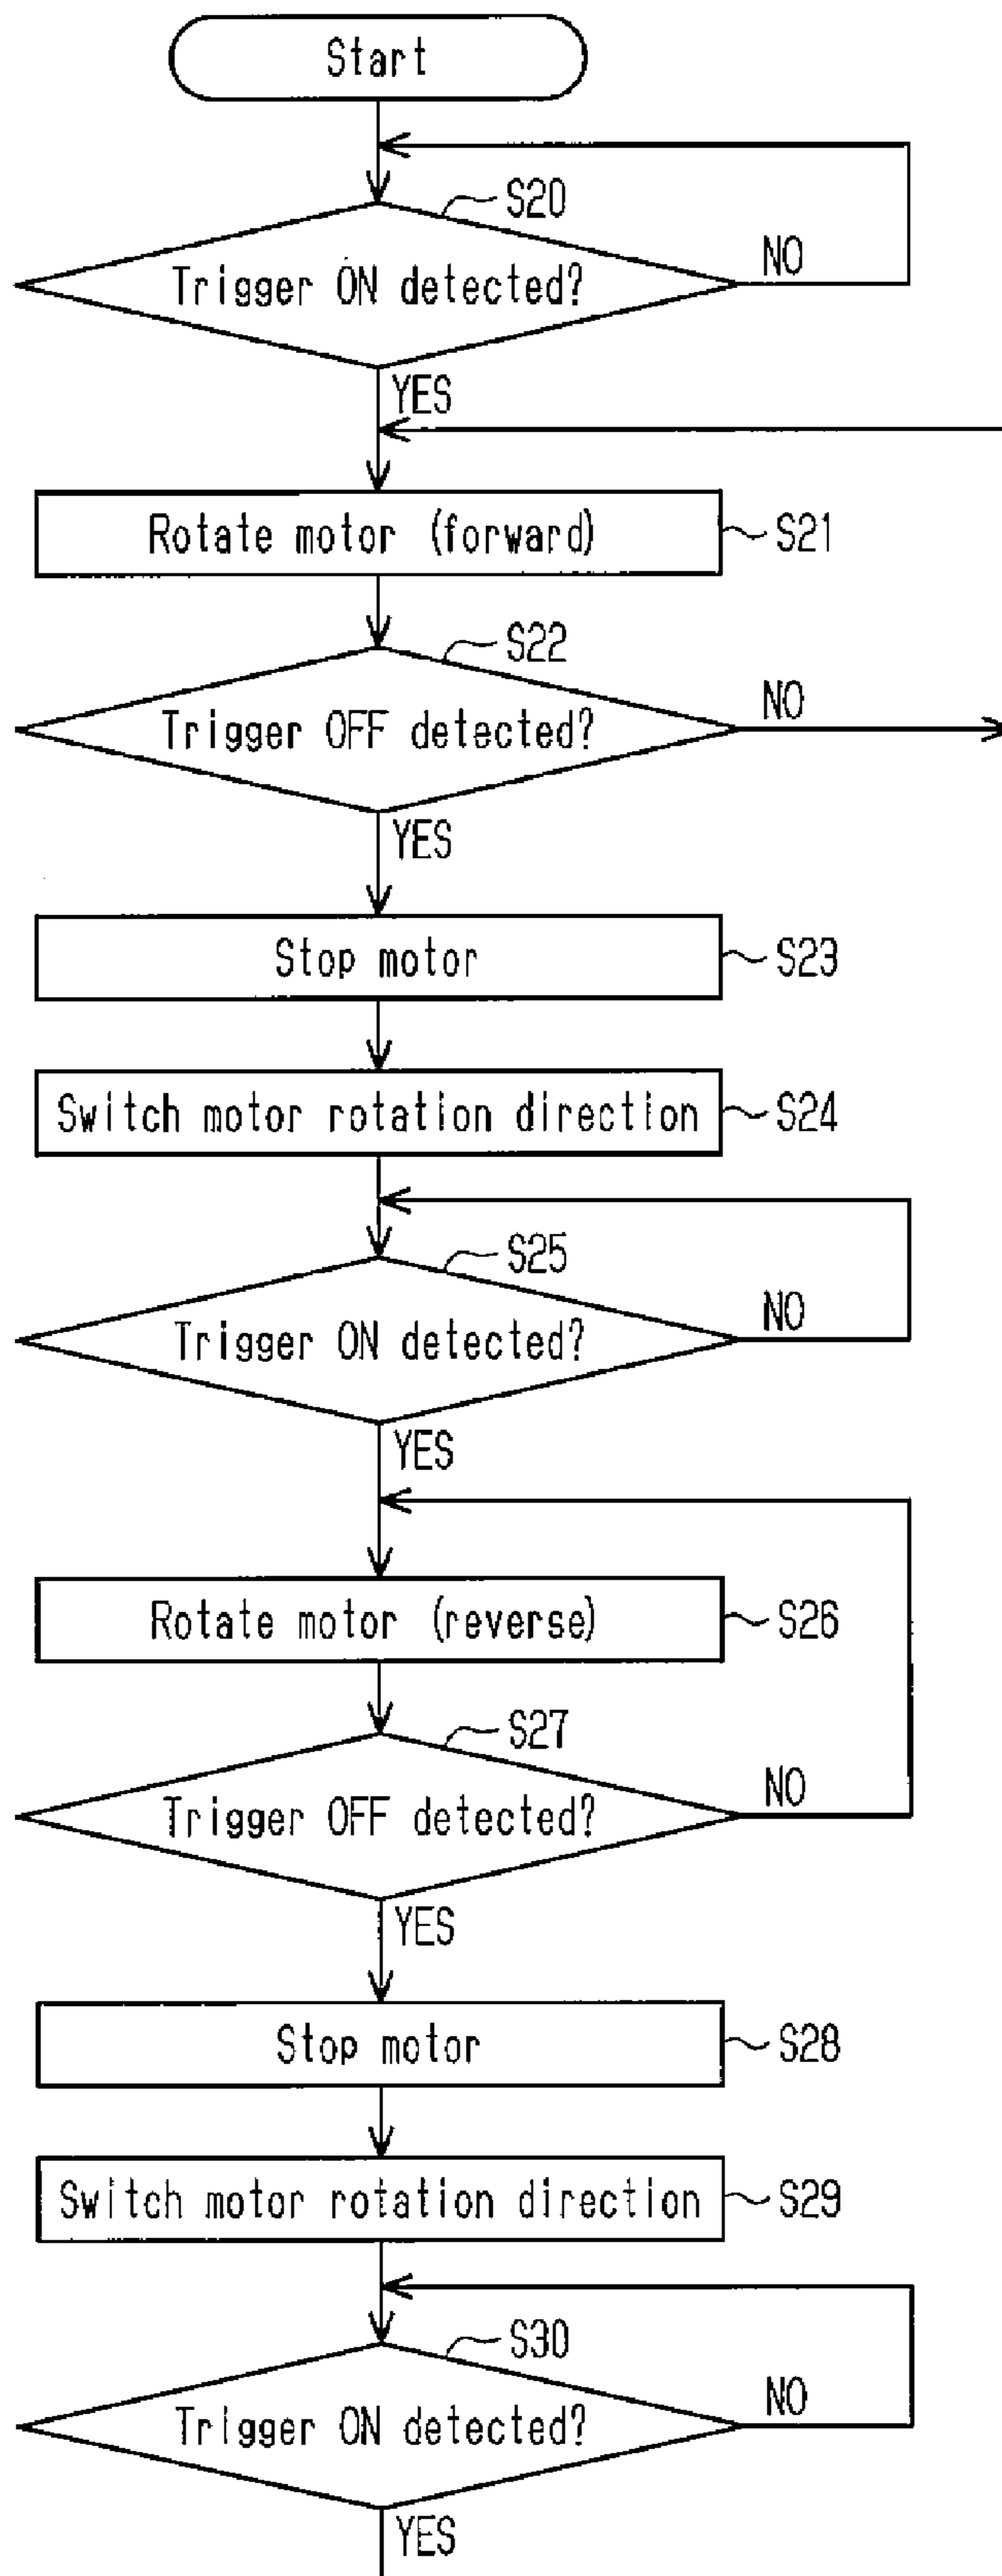 Start
S20
Trigger ON detected?
NO
YES
Rotate motor (forward)
S21
S22
Trigger OFF detected?
NO
YES
Stop motor
S23
Switch motor rotation direction
S24
S25
Trigger ON detected?
NO
YES
Rotate motor (reverse)
S26
S27
Trigger OFF detected?
NO
YES
Stop motor
S28
Switch motor rotation direction
S29
S30
Trigger ON detected?
NO
YES